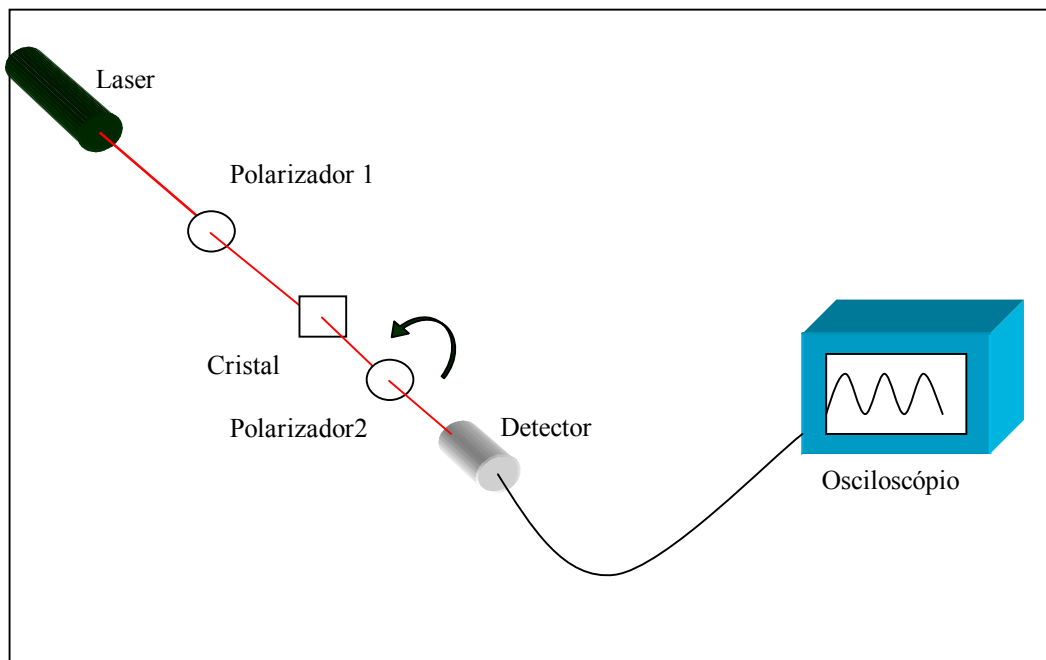 Laser
Polarizador 1
Cristal
Polarizador2
Detector
Osciloscópio